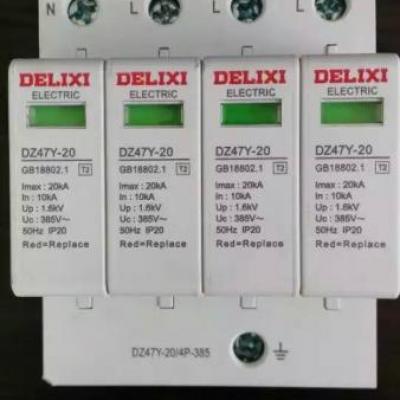 N L L L
DELIXI
ELECTRIC
DZ47Y-20
GB18802.1 T2
Imax : 20kA
In : 10kA
Up : 1.6kV
Uc : 385V~
50Hz IP20
Red=Replace
DELIXI
ELECTRIC
DZ47Y-20
GB18802.1 T2
Imax : 20kA
In : 10kA
Up : 1.6kV
Uc : 385V~
50Hz IP20
Red=Replace
DELIXI
ELECTRIC
DZ47Y-20
GB18802.1 T2
Imax : 20kA
In : 10kA
Up : 1.6kV
Uc : 385V~
50Hz IP20
Red=Replace
DELIXI
ELECTRIC
DZ47Y-20
GB18802.1 T2
Imax : 20kA
In : 10kA
Up : 1.6kV
Uc : 385V~
50Hz IP20
Red=Replace
DZ47Y-20/4P-385